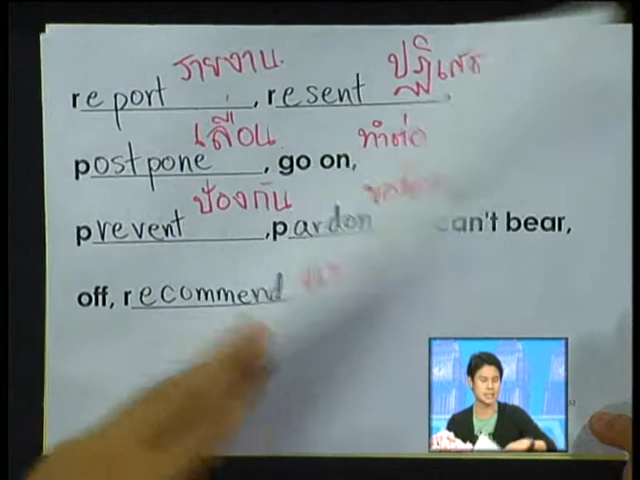 รายงาน ปฏิเสธ
report, resent
เลื่อน ทำต่อ
postpone, go on,
ป้องกัน
prevent, pardon can't bear,
off, recommend